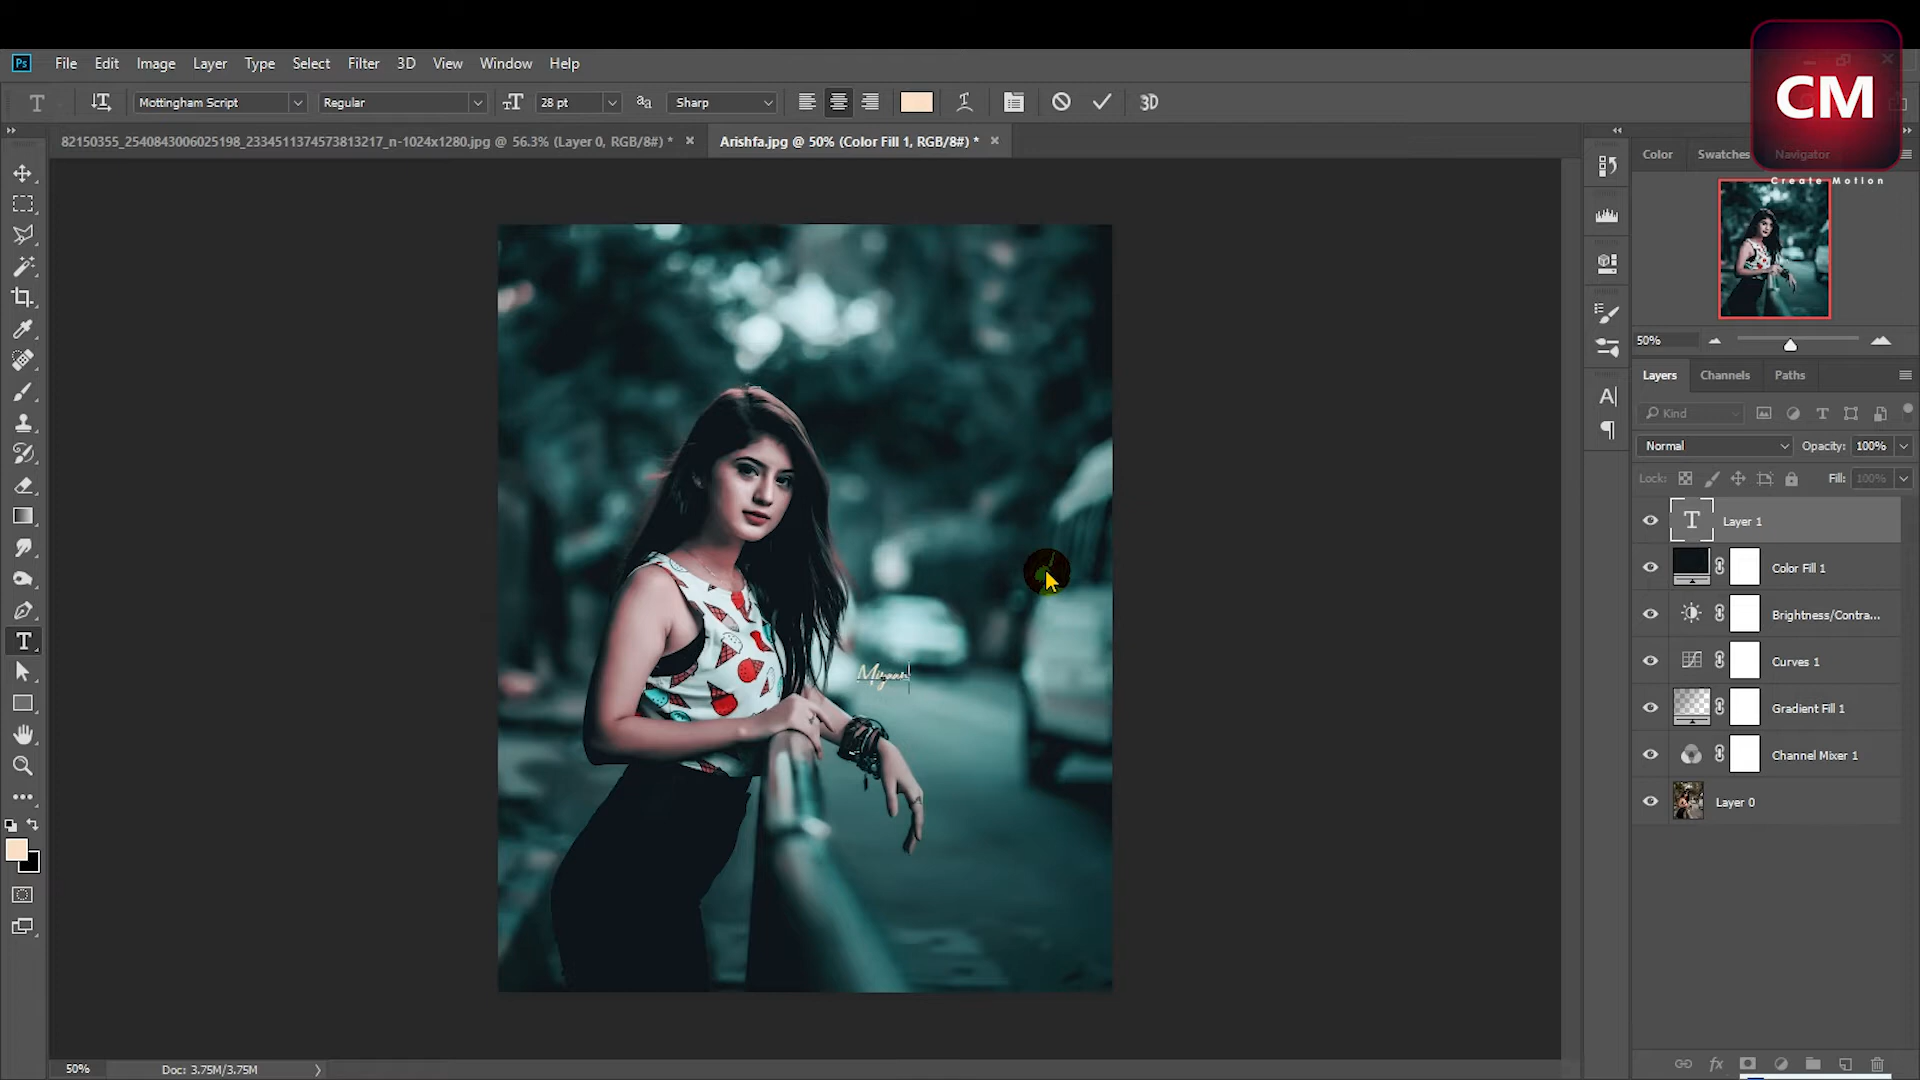 CM
Create Motion
Ps File Edit Image Layer Type Select Filter 3D View Window Help
T Mottingham Script Regular 28 pt aa Sharp 3D
82150355_2540843006025198_2334511374573813217_n-1024x1280.jpg @ 56.3% (Layer 0, RGB/8#) *
Arishfa.jpg @ 50% (Color Fill 1, RGB/8#) *
Color Swatches Navigator
50%
Layers Channels Paths
Kind
Normal Opacity: 100%
Lock: Fill: 100%
T Layer 1
Color Fill 1
Brightness/Contra...
Curves 1
Gradient Fill 1
Channel Mixer 1
Layer 0
fx
50% Doc: 3.75M/3.75M